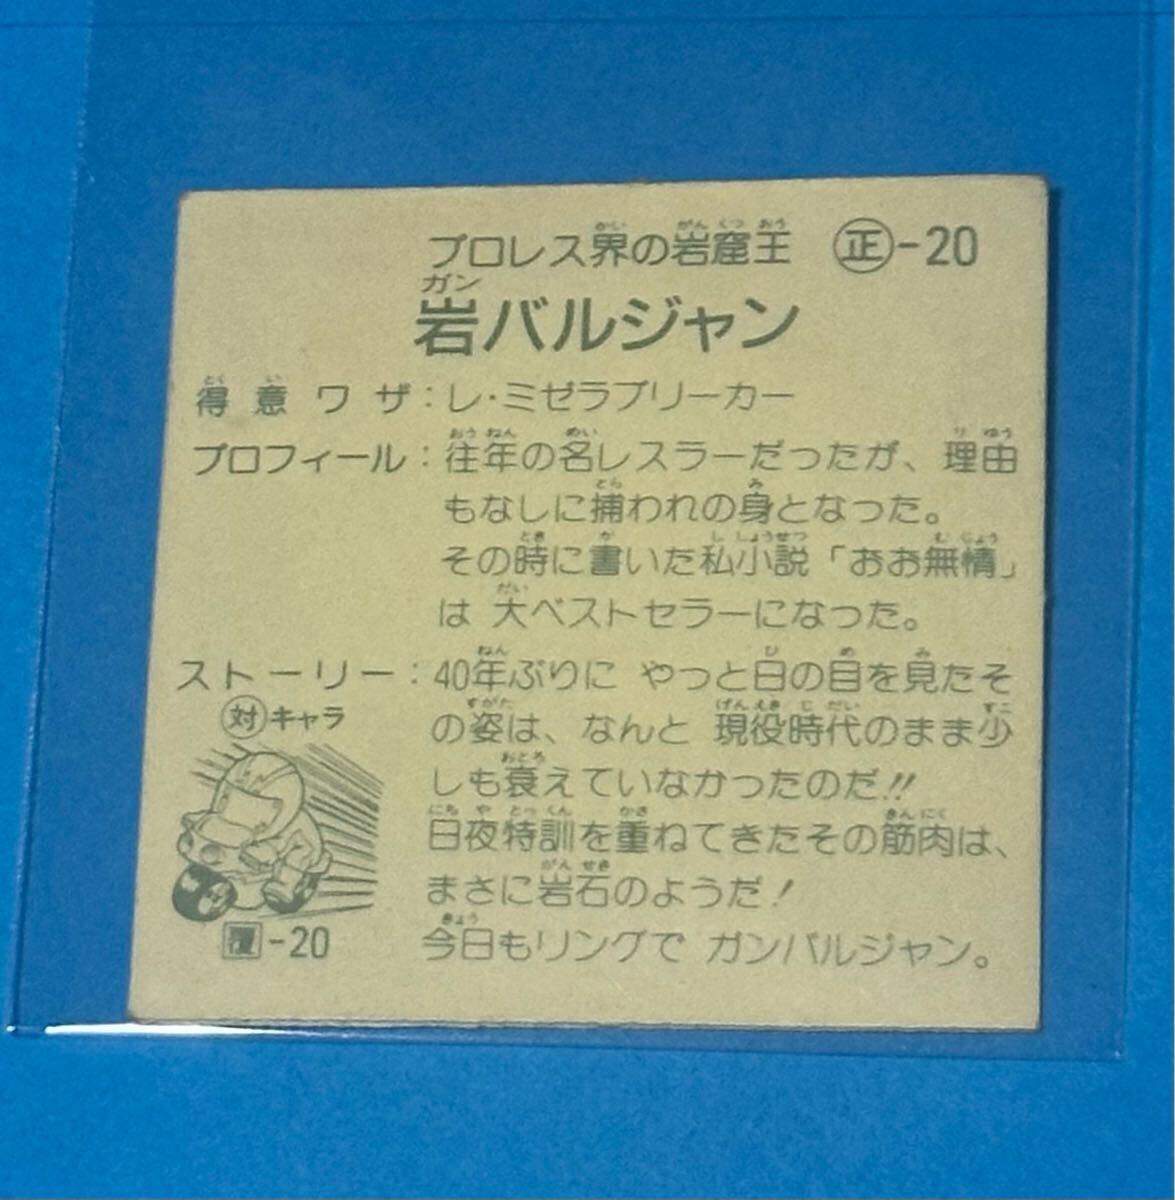 プロレス界の岩窟王 ㊣-20
岩バルジャン
得意ワザ：レ・ミゼラブリーカー
プロフィール：往年の名レスラーだったが、理由
もなしに捕われの身となった。
その時に書いた私小説「おお無情」
は大ベストセラーになった。
ストーリー：40年ぶりに やっと日の目を見たそ
の姿は、なんと 現役時代のまま少
しも衰えていなかったのだ!!
日夜特訓を重ねてきたその筋肉は、
まさに岩石のようだ！
今日もリングで ガンバルジャン。
対キャラ
覆-20